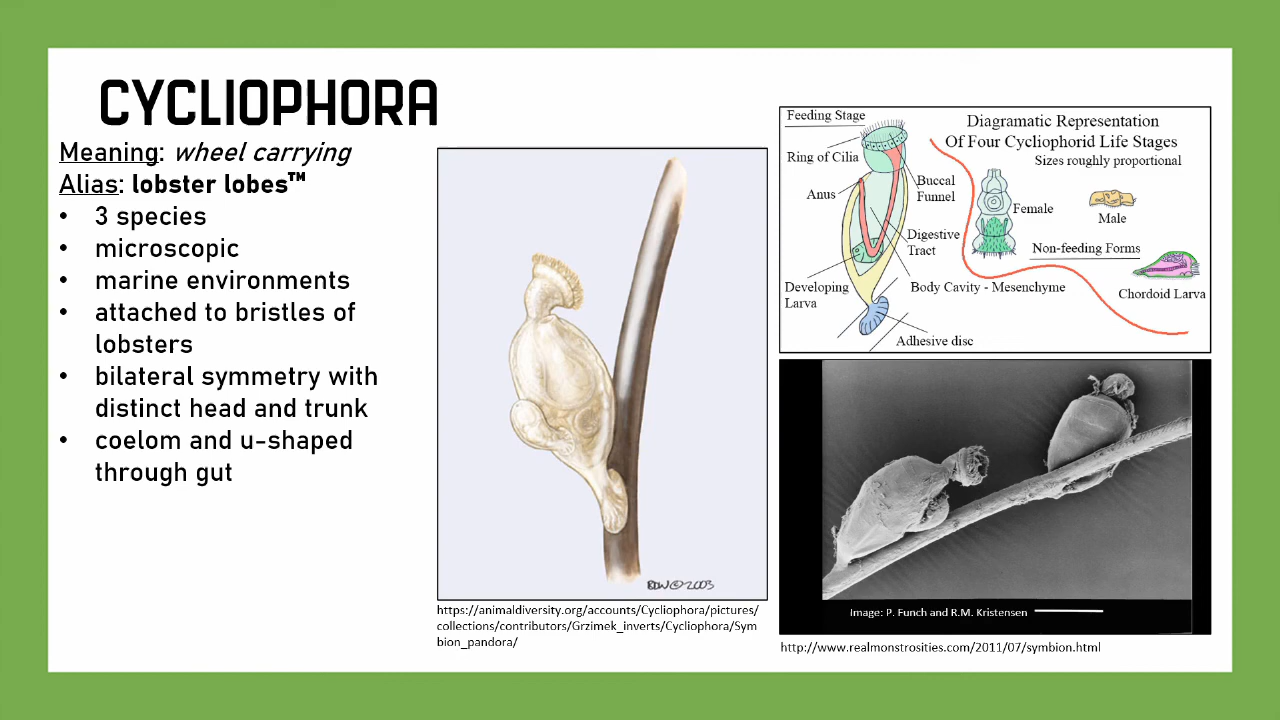 CYCLIOPHORA
Meaning: wheel carrying
Alias: lobster lobes™
• 3 species
• microscopic
• marine environments
• attached to bristles of
lobsters
• bilateral symmetry with
distinct head and trunk
• coelom and u-shaped
through gut
BDW©2003
https://animaldiversity.org/accounts/Cycliophora/pictures/
collections/contributors/Grzimek_inverts/Cycliophora/Sym
bion_pandora/
Feeding Stage
Ring of Cilia
Anus
Buccal
Funnel
Digestive
Tract
Developing
Larva
Body Cavity - Mesenchyme
Adhesive disc
Diagramatic Representation
Of Four Cycliophorid Life Stages
Sizes roughly proportional
Female
Male
Non-feeding Forms
Chordoid Larva
Image: P. Funch and R.M. Kristensen
http://www.realmonstrosities.com/2011/07/symbion.html